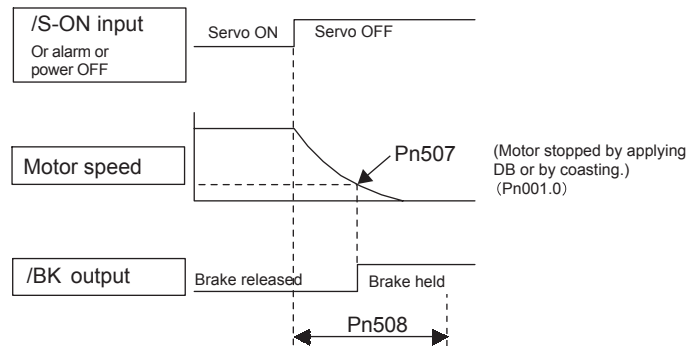 /S-ON input
Or alarm or
power OFF
Servo ON
Servo OFF
Motor speed
Pn507
(Motor stopped by applying
DB or by coasting.)
（Pn001.0）
/BK output
Brake released
Brake held
Pn508